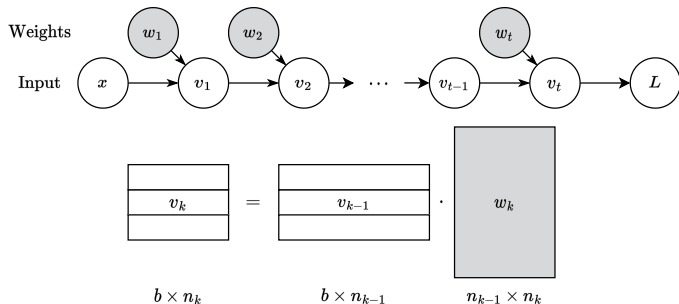 Weights w₁ w₂ wₜ
Input x v₁ v₂ ⋯ vₜ₋₁ vₜ L
vₖ = vₖ₋₁ · wₖ
b × nₖ b × nₖ₋₁ nₖ₋₁ × nₖ